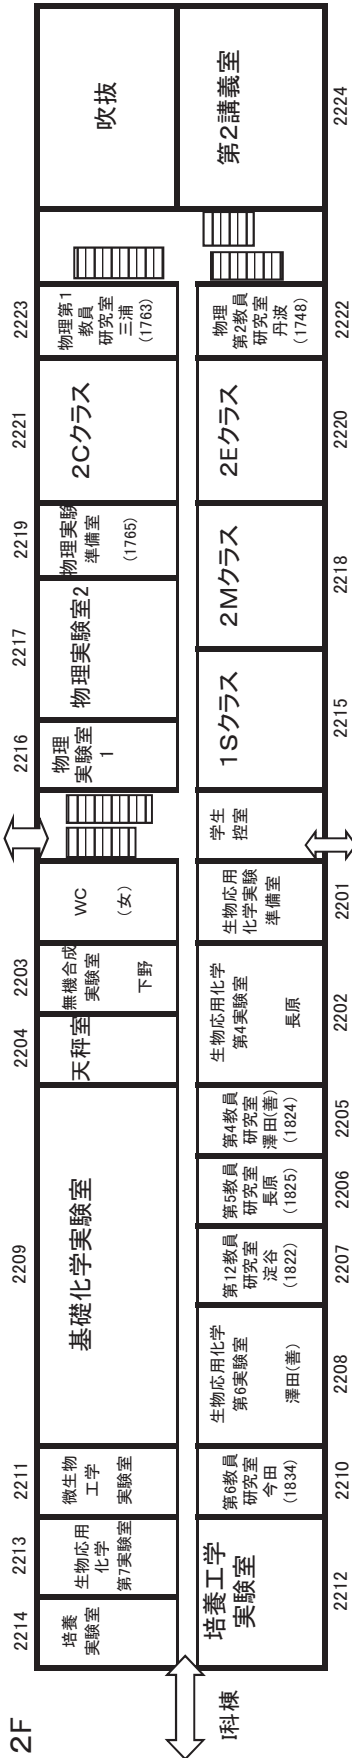 2F
2214
2213
2211
2209
2204
2203
2216
2217
2219
2221
2223
培養
実験室
生物応用
化学
第7実験室
微生物
工学
実験室
基礎化学実験室
天秤室
無機合成
実験室
下野
WC
(女)
物理
実験室
1
物理実験室2
物理実験
準備室
(1765)
2Cクラス
物理第1
教員
研究室
三浦
(1763)
吹抜
I科棟
培養工学
実験室
第6教員
研究室
今田
(1834)
生物応用化学
第6実験室
澤田(善)
第12教員
研究室
淀谷
(1822)
第5教員
研究室
長原
(1825)
第4教員
研究室
澤田(善)
(1824)
生物応用化学
第4実験室
長原
生物応用
化学実験
準備室
学生
控室
1Sクラス
2Mクラス
2Eクラス
物理
第2教員
研究室
丹波
(1748)
第2講義室
2212
2210
2208
2207
2206
2205
2202
2201
2215
2218
2220
2222
2224